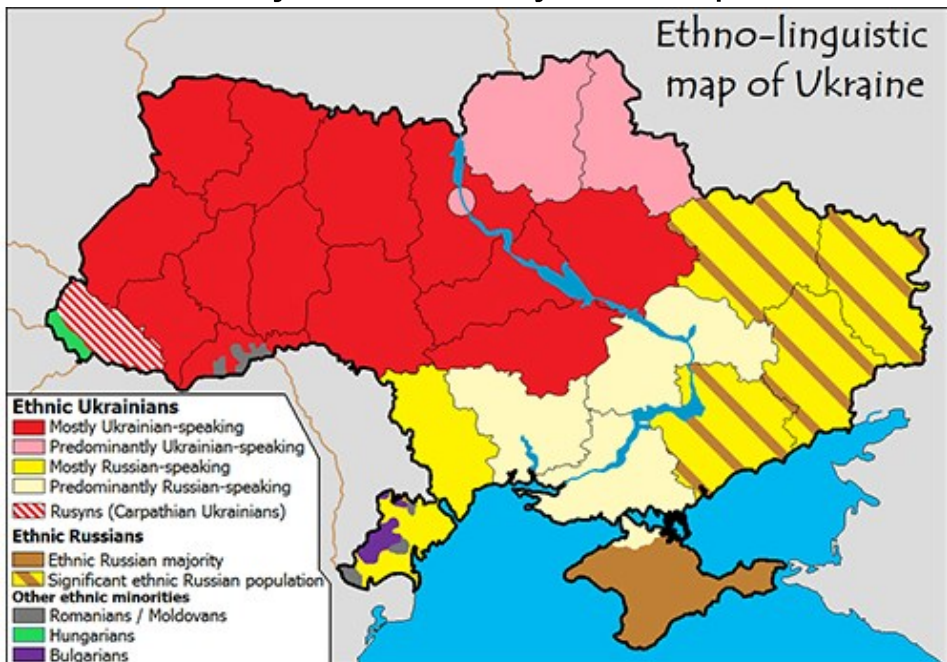 Ethno-linguistic
map of Ukraine
Ethnic Ukrainians
Mostly Ukrainian-speaking
Predominantly Ukrainian-speaking
Mostly Russian-speaking
Predominantly Russian-speaking
Rusyns (Carpathian Ukrainians)
Ethnic Russians
Ethnic Russian majority
Significant ethnic Russian population
Other ethnic minorities
Romanians / Moldovans
Hungarians
Bulgarians